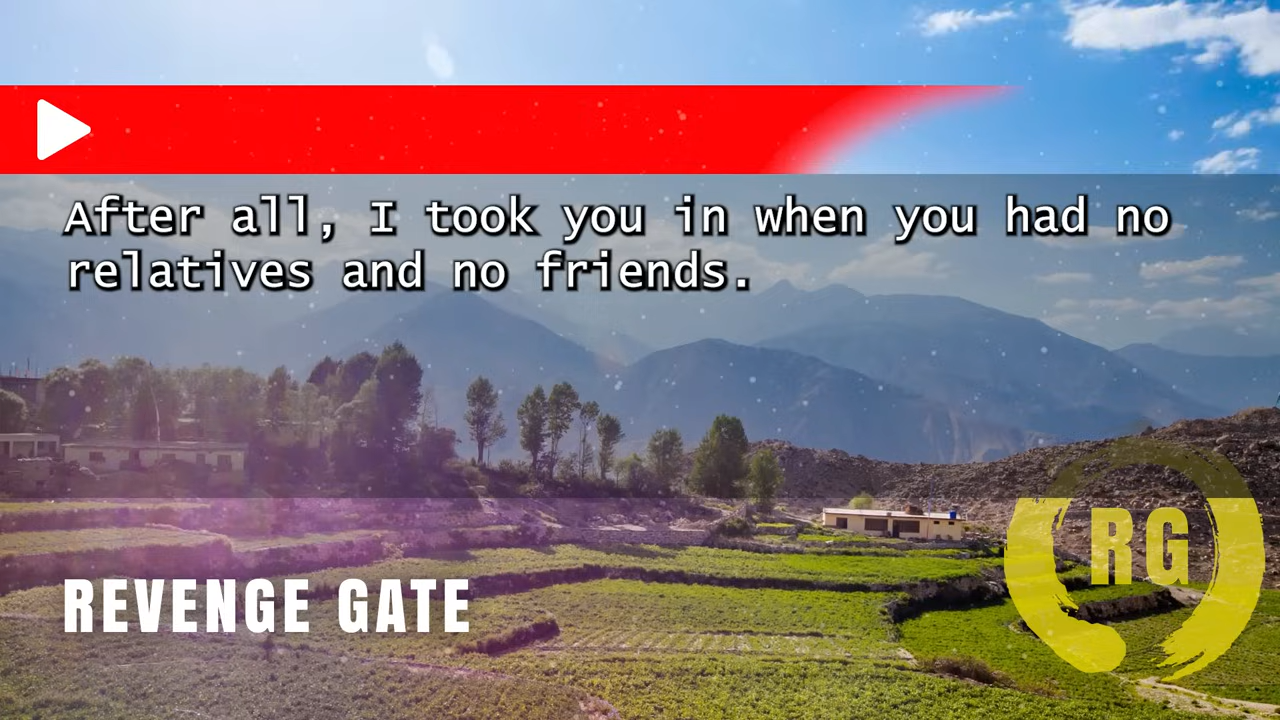 After all, I took you in when you had no
relatives and no friends.
RG
REVENGE GATE